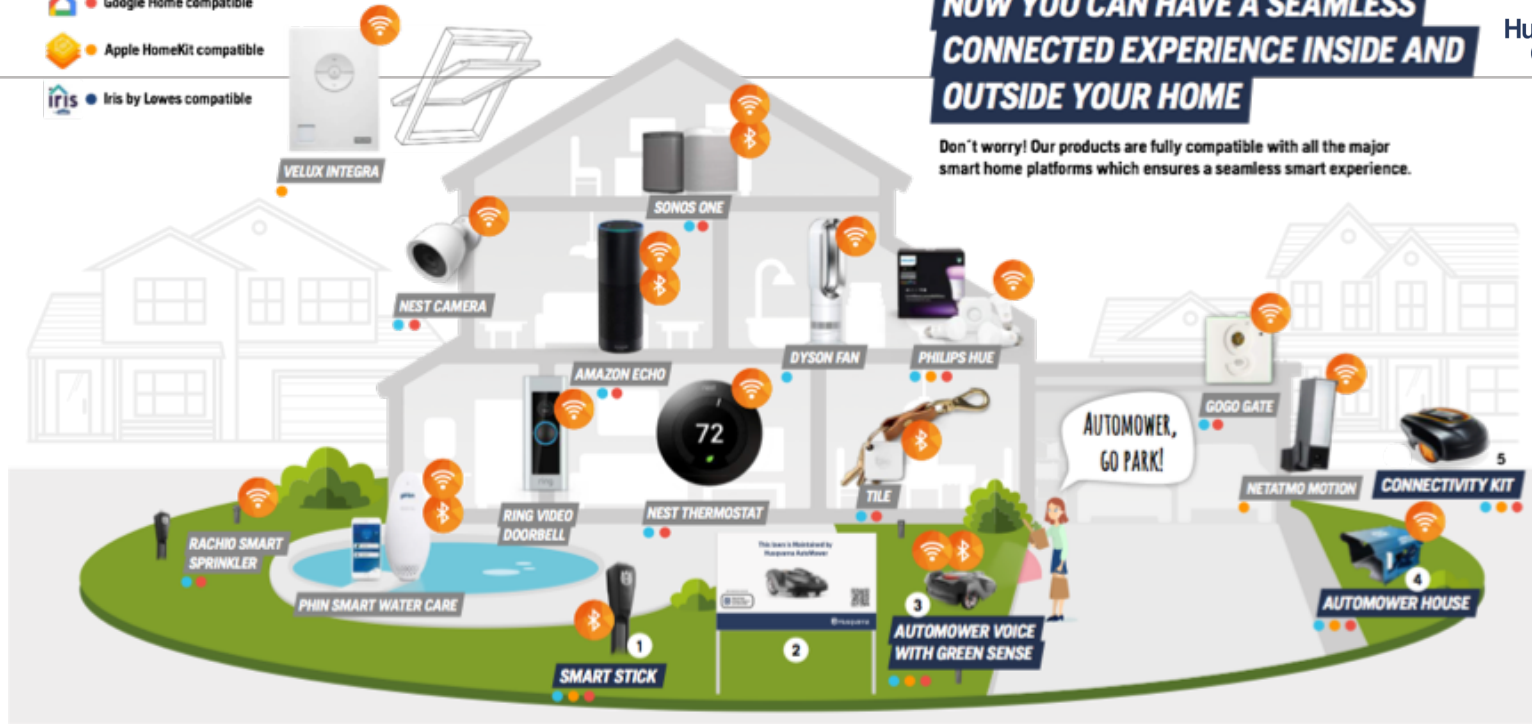 Google Home compatible
Apple HomeKit compatible
iris
Iris by Lowes compatible
NOW YOU CAN HAVE A SEAMLESS
CONNECTED EXPERIENCE INSIDE AND
OUTSIDE YOUR HOME
Don´t worry! Our products are fully compatible with all the major
smart home platforms which ensures a seamless smart experience.
Hu
VELUX INTEGRA
SONOS ONE
NEST CAMERA
AMAZON ECHO
DYSON FAN
PHILIPS HUE
RING VIDEO
DOORBELL
ring
72
NEST THERMOSTAT
TILE
AUTOMOWER,
GO PARK!
GOGO GATE
NETATMO MOTION
5
CONNECTIVITY KIT
RACHIO SMART
SPRINKLER
phin
PHIN SMART WATER CARE
1
SMART STICK
This lawn is Maintained by
Husqvarna AutoMower
Husqvarna
2
3
AUTOMOWER VOICE
WITH GREEN SENSE
4
AUTOMOWER HOUSE